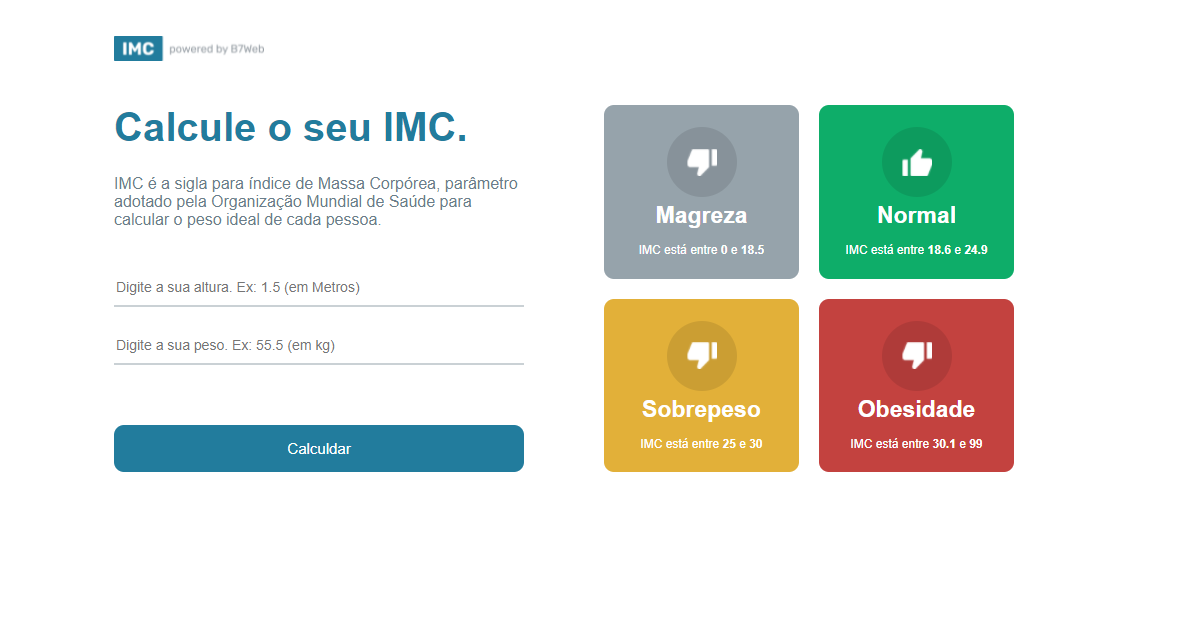 IMC powered by B7Web
Calcule o seu IMC.
IMC é a sigla para índice de Massa Corpórea, parâmetro
adotado pela Organização Mundial de Saúde para
calcular o peso ideal de cada pessoa.
Digite a sua altura. Ex: 1.5 (em Metros)
Digite a sua peso. Ex: 55.5 (em kg)
Calculdar
Magreza
IMC está entre 0 e 18.5
Normal
IMC está entre 18.6 e 24.9
Sobrepeso
IMC está entre 25 e 30
Obesidade
IMC está entre 30.1 e 99